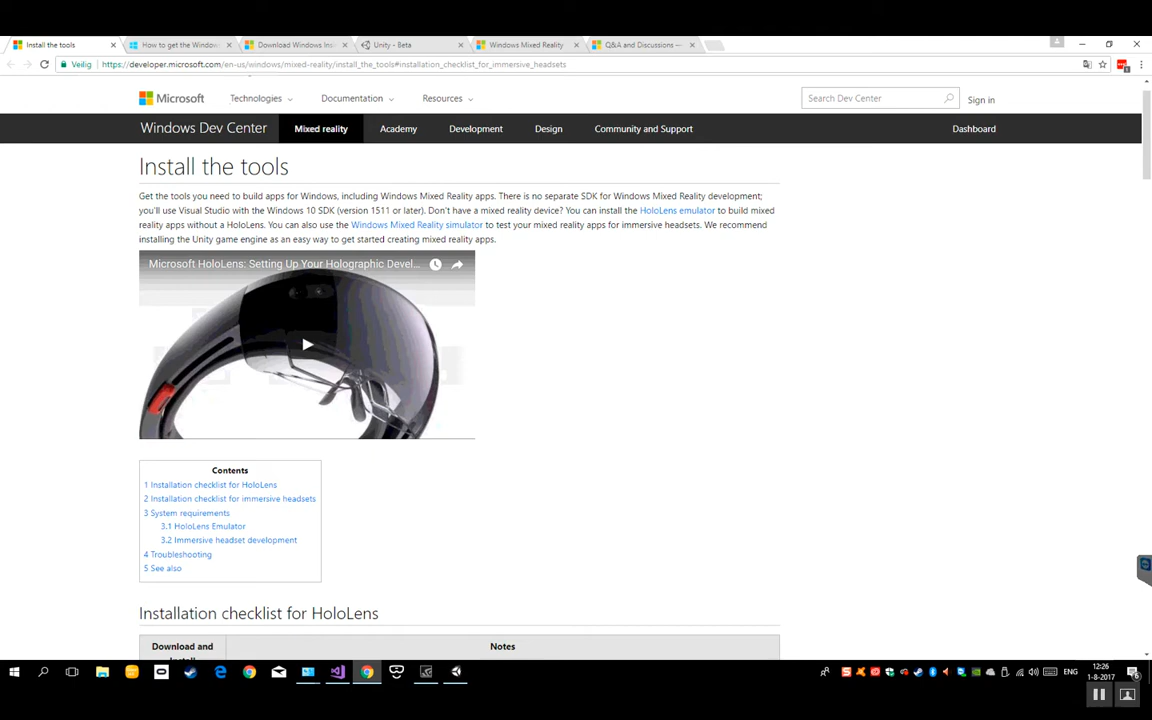 Install the tools
How to get the Window
Download Windows Ins
Unity - Beta
Windows Mixed Reality
Q&A and Discussions —
Veilig
https://developer.microsoft.com/en-us/windows/mixed-reality/install_the_tools#installation_checklist_for_immersive_headsets
Microsoft
Technologies
Documentation
Resources
Search Dev Center
Sign in
Windows Dev Center
Mixed reality
Academy
Development
Design
Community and Support
Dashboard
Install the tools
Get the tools you need to build apps for Windows, including Windows Mixed Reality apps. There is no separate SDK for Windows Mixed Reality development;
you'll use Visual Studio with the Windows 10 SDK (version 1511 or later). Don't have a mixed reality device? You can install the HoloLens emulator to build mixed
reality apps without a HoloLens. You can also use the Windows Mixed Reality simulator to test your mixed reality apps for immersive headsets. We recommend
installing the Unity game engine as an easy way to get started creating mixed reality apps.
Microsoft HoloLens: Setting Up Your Holographic Devel...
Contents
1 Installation checklist for HoloLens
2 Installation checklist for immersive headsets
3 System requirements
3.1 HoloLens Emulator
3.2 Immersive headset development
4 Troubleshooting
5 See also
Installation checklist for HoloLens
Download and
Install
Notes
ENG
12:26
1-8-2017